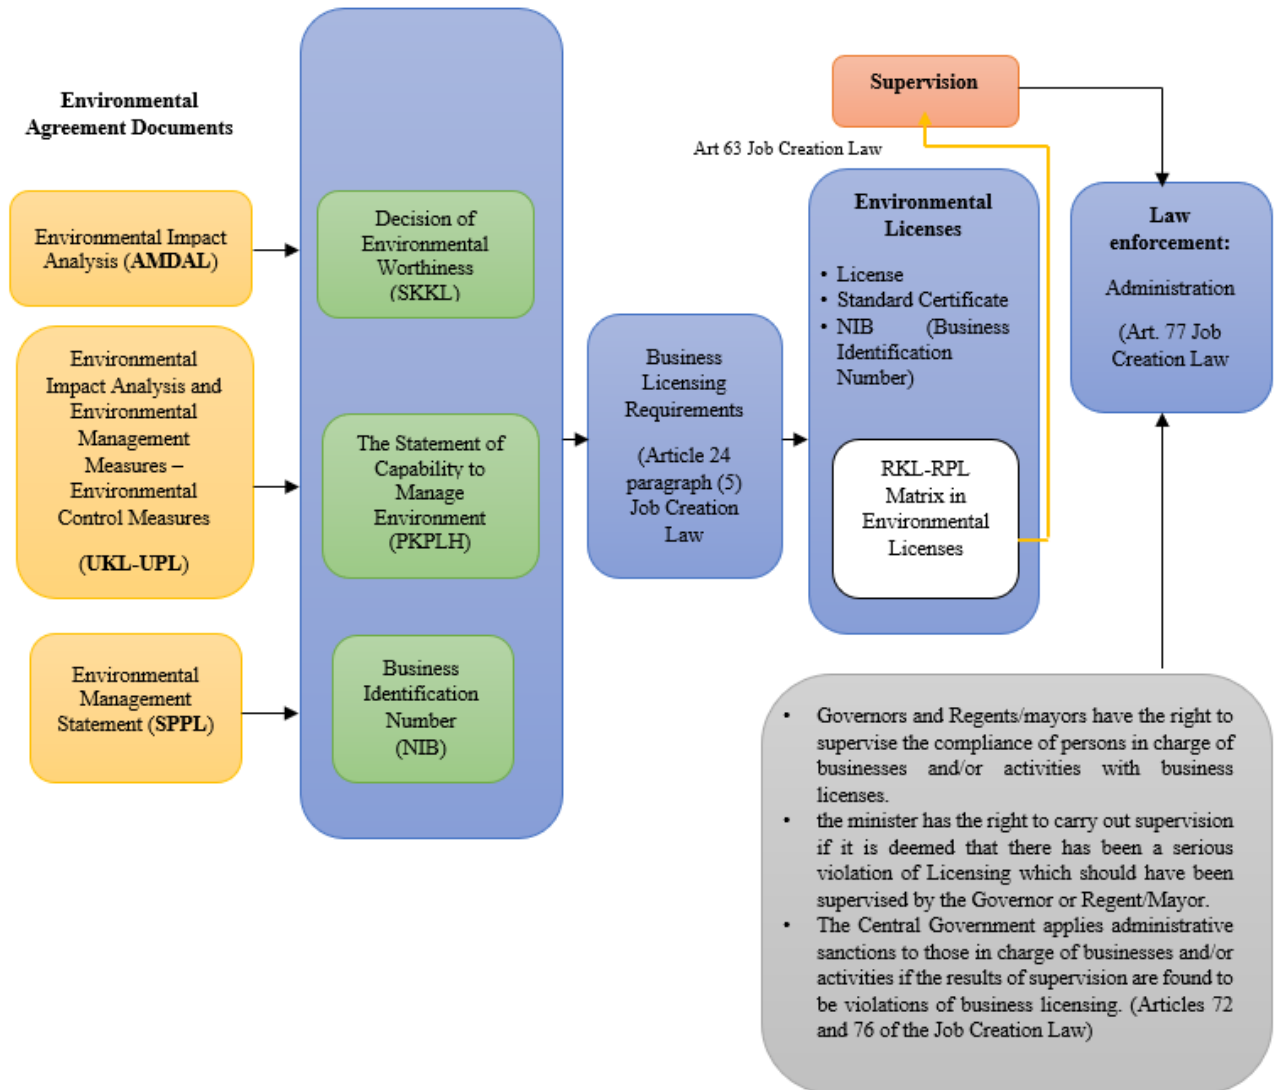 Environmental
Agreement Documents
Environmental Impact
Analysis (AMDAL)
Environmental
Impact Analysis and
Environmental
Management
Measures –
Environmental
Control Measures
(UKL-UPL)
Environmental
Management
Statement (SPPL)
Decision of
Environmental
Worthiness
(SKKL)
The Statement of
Capability to
Manage
Environment
(PKPLH)
Business
Identification
Number
(NIB)
Business
Licensing
Requirements
(Article 24
paragraph (5)
Job Creation
Law
Supervision
Art 63 Job Creation Law
Environmental
Licenses
• License
• Standard Certificate
• NIB (Business
Identification
Number)
RKL-RPL
Matrix in
Environmental
Licenses
Law
enforcement:
Administration
(Art. 77 Job
Creation Law
• Governors and Regents/mayors have the right to
supervise the compliance of persons in charge of
businesses and/or activities with business
licenses.
• the minister has the right to carry out supervision
if it is deemed that there has been a serious
violation of Licensing which should have been
supervised by the Governor or Regent/Mayor.
• The Central Government applies administrative
sanctions to those in charge of businesses and/or
activities if the results of supervision are found to
be violations of business licensing. (Articles 72
and 76 of the Job Creation Law)